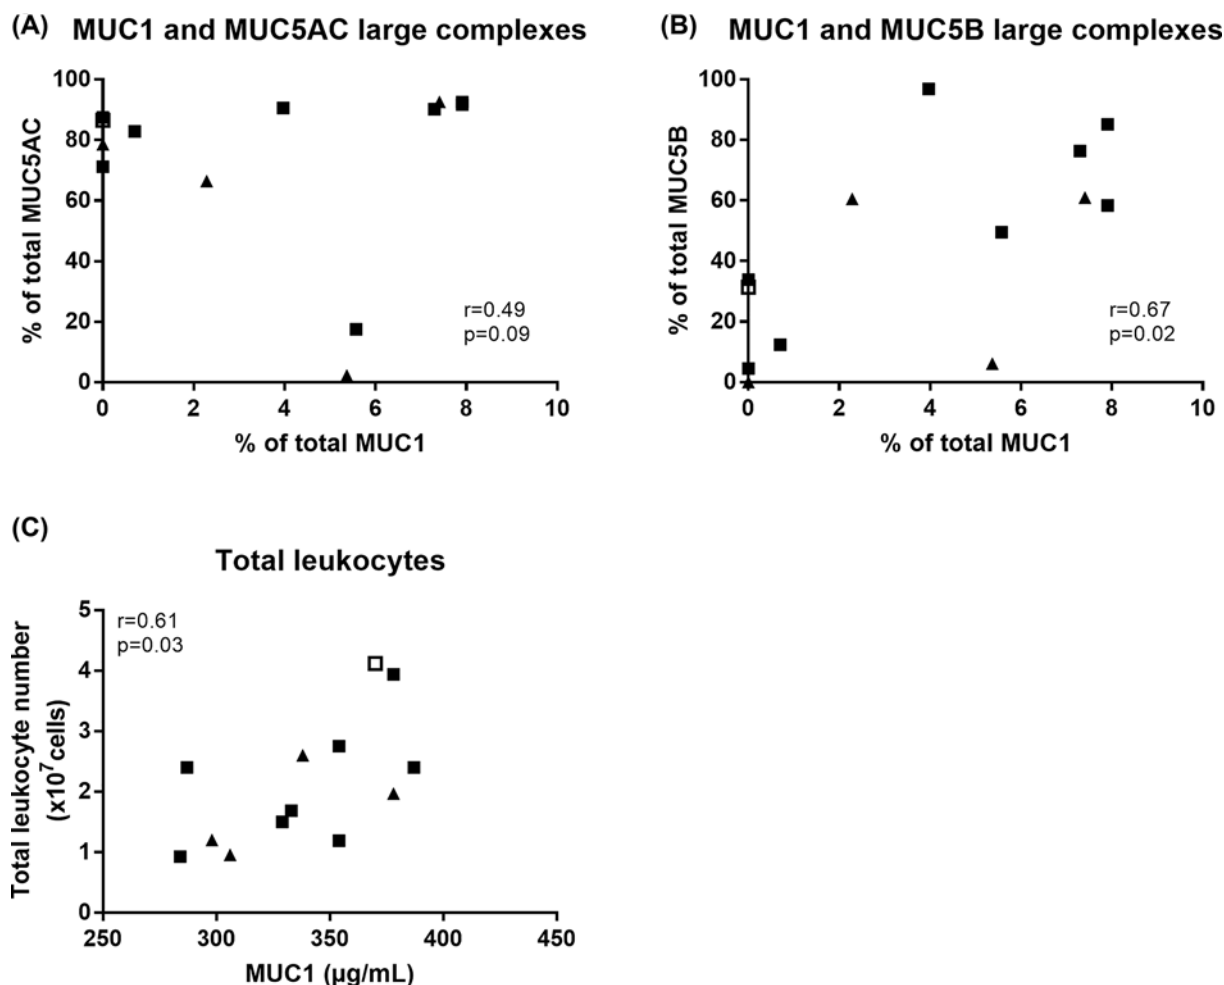 (A) MUC1 and MUC5AC large complexes
% of total MUC5AC
100
80
60
40
20
0
r=0.49
p=0.09
0 2 4 6 8 10
% of total MUC1
(B) MUC1 and MUC5B large complexes
% of total MUC5B
100
80
60
40
20
0
r=0.67
p=0.02
0 2 4 6 8 10
% of total MUC1
(C)
Total leukocytes
Total leukocyte number
(x10⁷cells)
5
4
3
2
1
0
r=0.61
p=0.03
250 300 350 400 450
MUC1 (µg/mL)